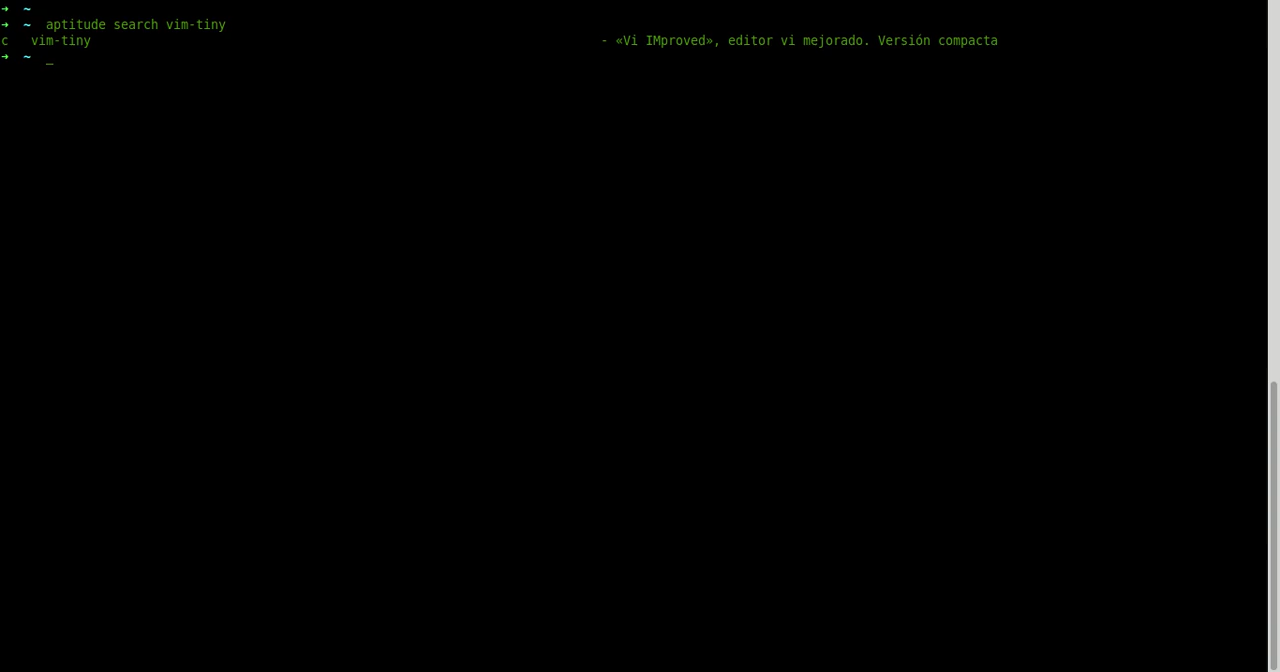 ➜  ~
➜  ~  aptitude search vim-tiny
c   vim-tiny                                                                    - «Vi IMproved», editor vi mejorado. Versión compacta
➜  ~  _